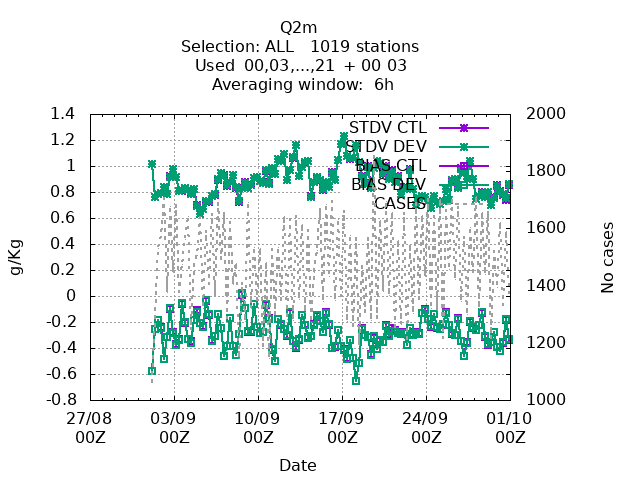 Q2m
Selection: ALL   1019 stations
Used  00,03,...,21  + 00 03
Averaging window:  6h
1.4
1.2
1
0.8
0.6
0.4
0.2
0
-0.2
-0.4
-0.6
-0.8
g/Kg
STDV CTL
STDV DEV
BIAS CTL
BIAS DEV
CASES
2000
1800
1600
1400
1200
1000
No cases
27/08 03/09 10/09 17/09 24/09 01/10
00Z 00Z 00Z 00Z 00Z 00Z
Date